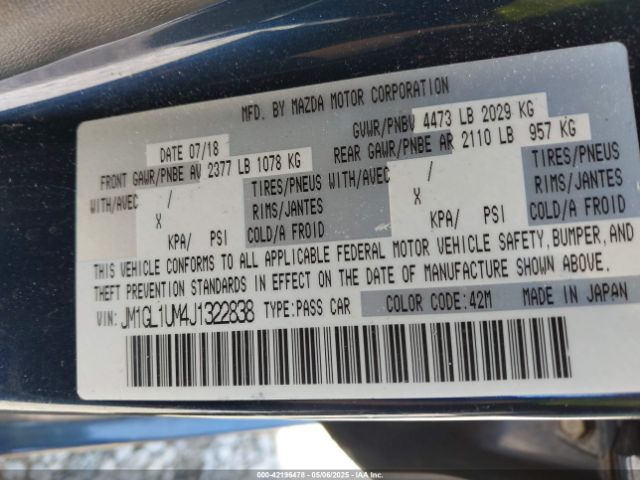 MFD. BY MAZDA MOTOR CORPORATION
DATE 07/18 GVWR/PNBV 4473 LB 2029 KG
FRONT GAWR/PNBE AV 2377 LB 1078 KG REAR GAWR/PNBE AR 2110 LB 957 KG
WITH/AVEC / TIRES/PNEUS WITH/AVEC / TIRES/PNEUS
X RIMS/JANTES X RIMS/JANTES
KPA/ PSI COLD/A FROID KPA/ PSI COLD/A FROID
THIS VEHICLE CONFORMS TO ALL APPLICABLE FEDERAL MOTOR VEHICLE SAFETY, BUMPER, AND
THEFT PREVENTION STANDARDS IN EFFECT ON THE DATE OF MANUFACTURE SHOWN ABOVE.
VIN: JM1GL1UM4J1322838 TYPE:PASS CAR COLOR CODE:42M MADE IN JAPAN
000-42196478 05/06/2025 IAA Inc.